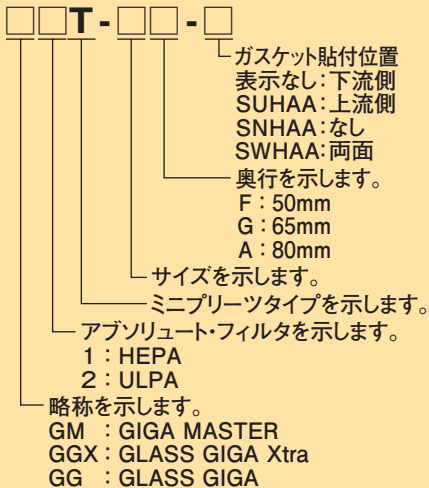 □□T-□□-□
ガスケット貼付位置
表示なし：下流側
SUHAA：上流側
SNHAA：なし
SWHAA：両面
奥行を示します。
F：50mm
G：65mm
A：80mm
サイズを示します。
ミニプリーツタイプを示します。
アブソリュート・フィルタを示します。
1：HEPA
2：ULPA
略称を示します。
GM：GIGA MASTER
GGX：GLASS GIGA Xtra
GG：GLASS GIGA